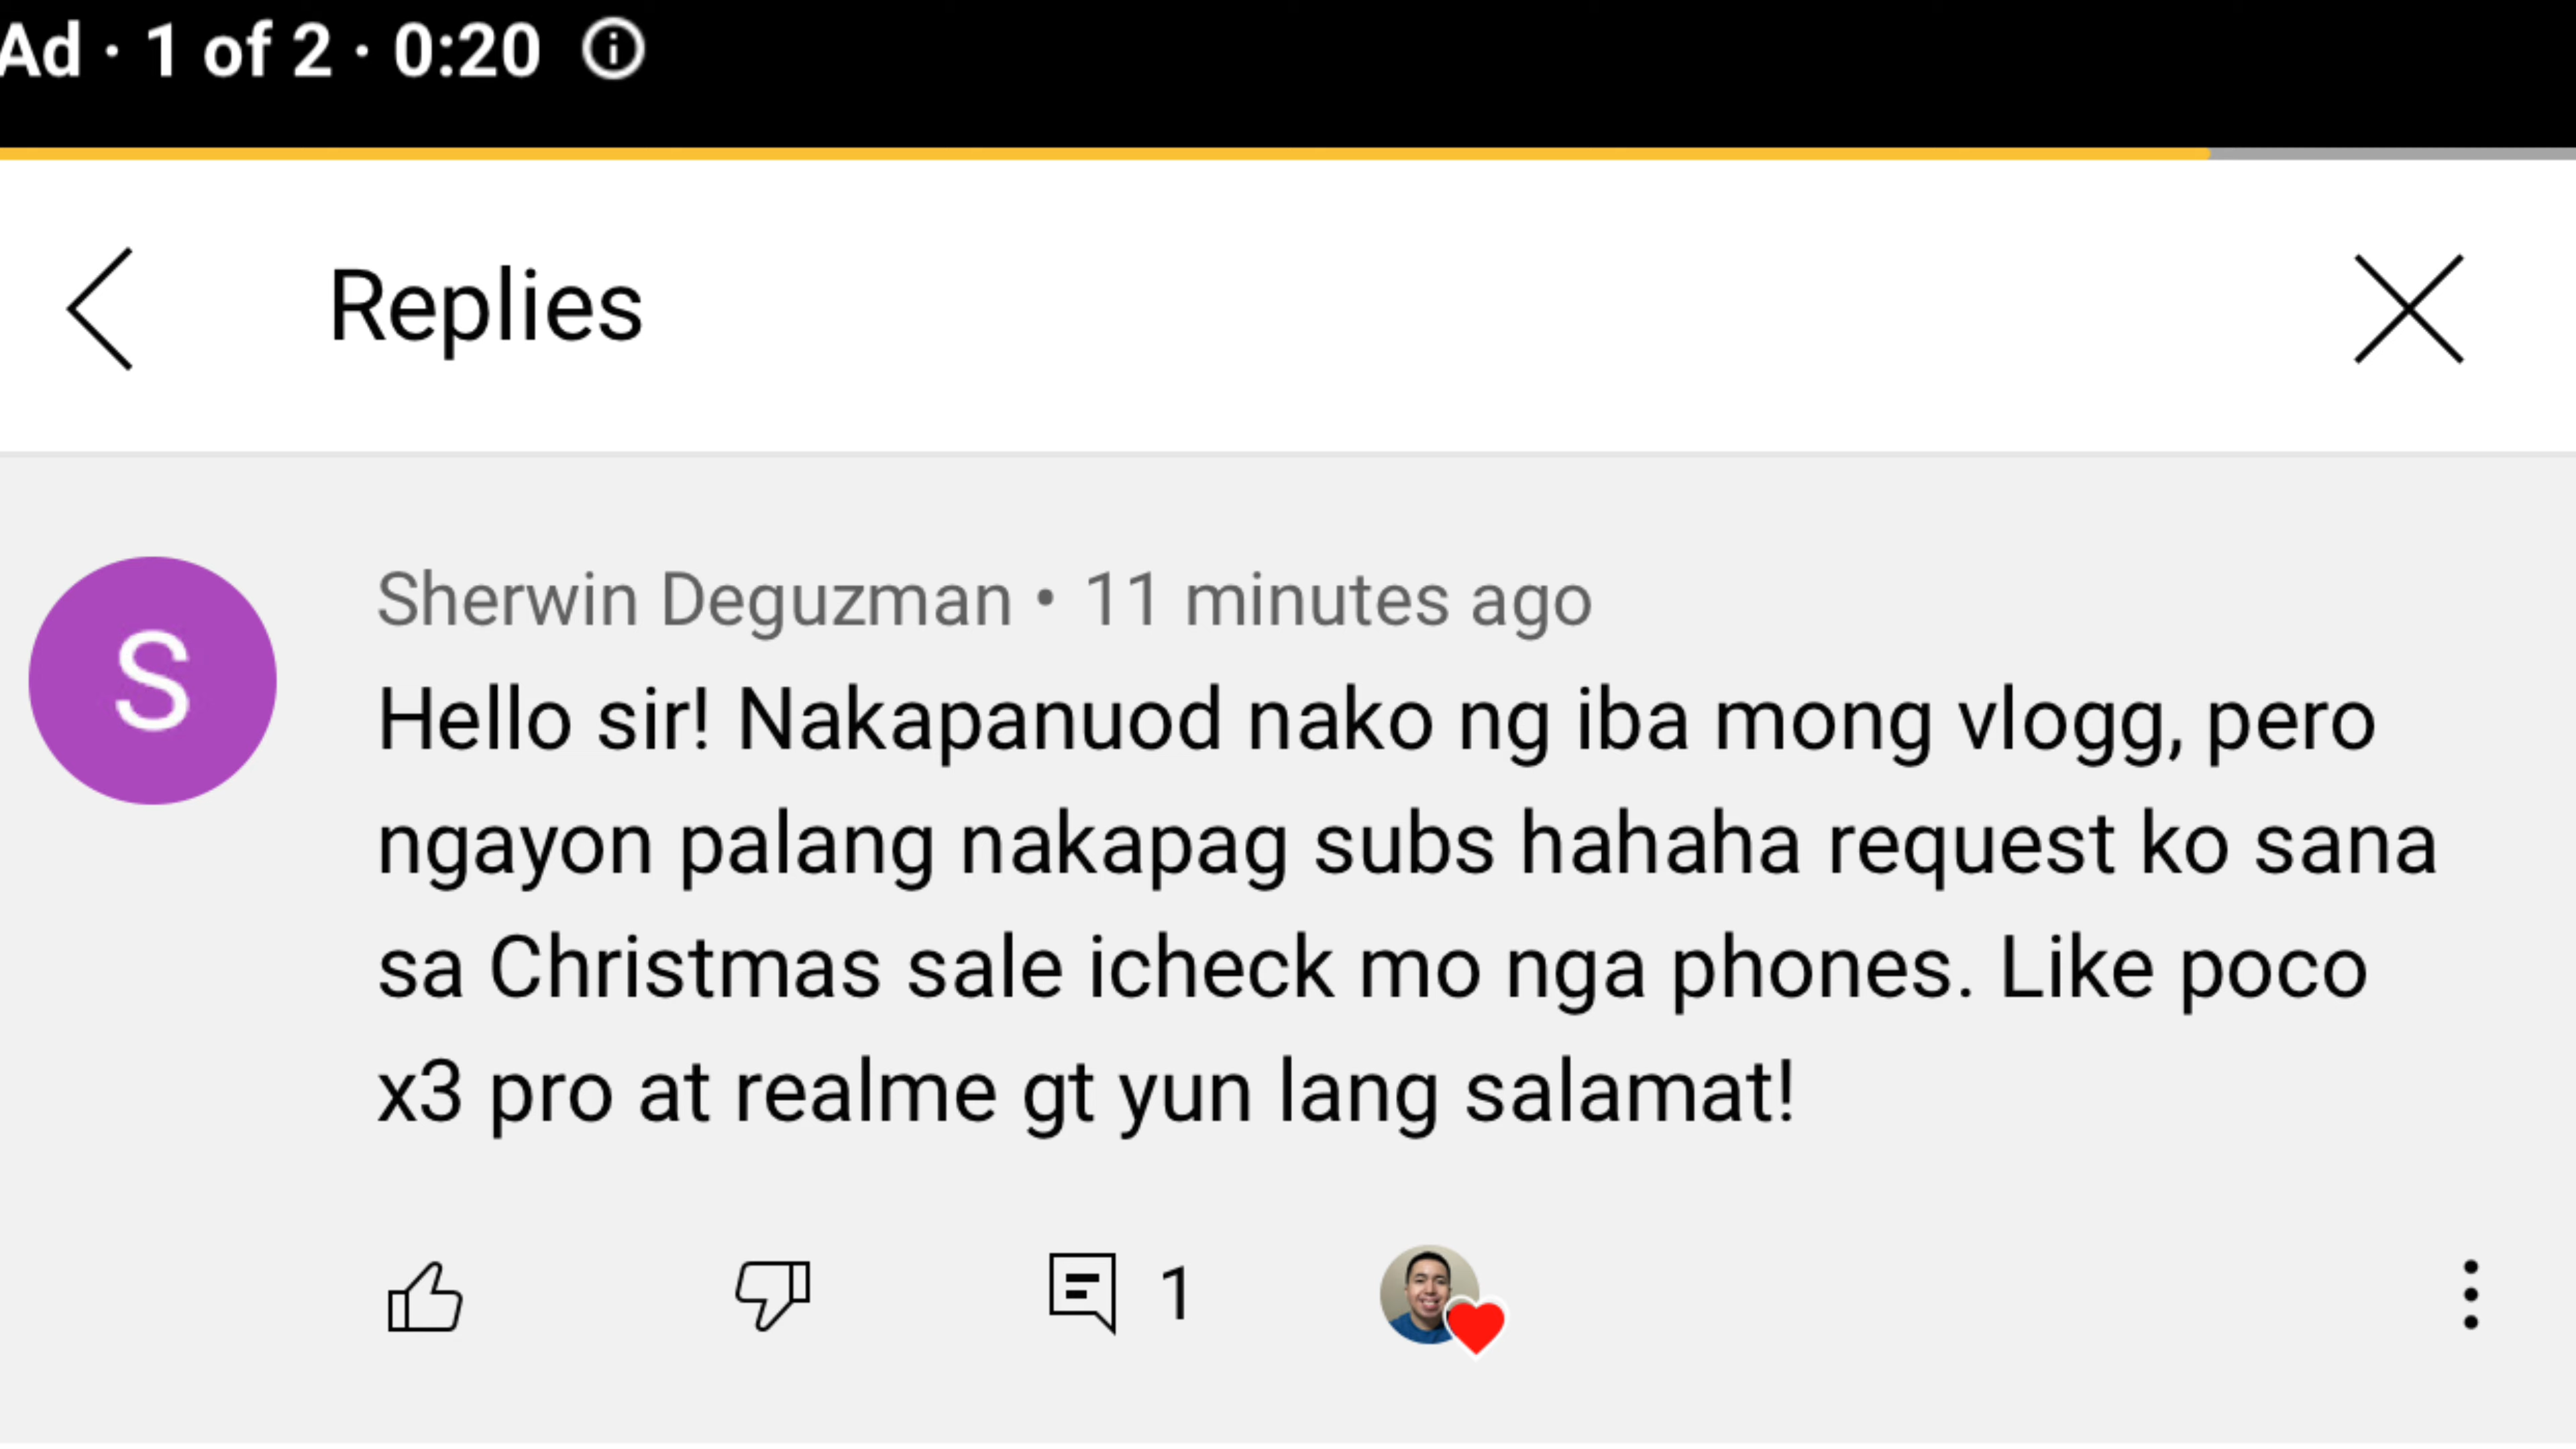 Ad · 1 of 2 · 0:20
Replies
S
Sherwin Deguzman • 11 minutes ago
Hello sir! Nakapanuod nako ng iba mong vlogg, pero
ngayon palang nakapag subs hahaha request ko sana
sa Christmas sale icheck mo nga phones. Like poco
x3 pro at realme gt yun lang salamat!
1